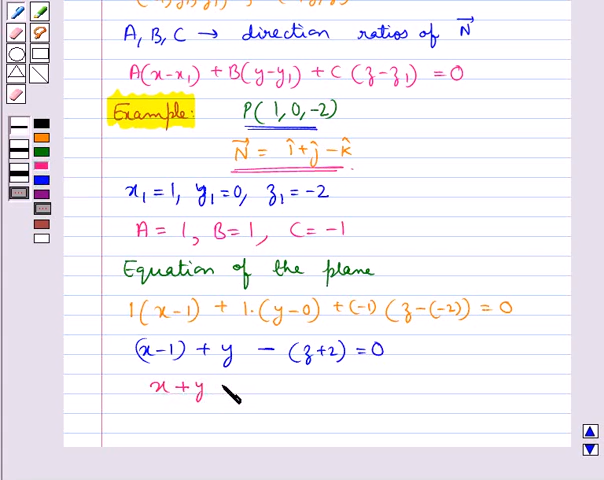 A, B, C → direction ratios of N⃗
A(x-x₁) + B(y-y₁) + C (z-z₁) = 0
Example: P(1, 0, -2)
N⃗ = î + ĵ - k̂.
x₁ = 1, y₁ = 0, z₁ = -2
A = 1, B = 1, C = -1
Equation of the plane
1(x-1) + 1·(y-0) + (-1) (z-(-2)) = 0
(x-1) + y - (z+2) = 0
x + y